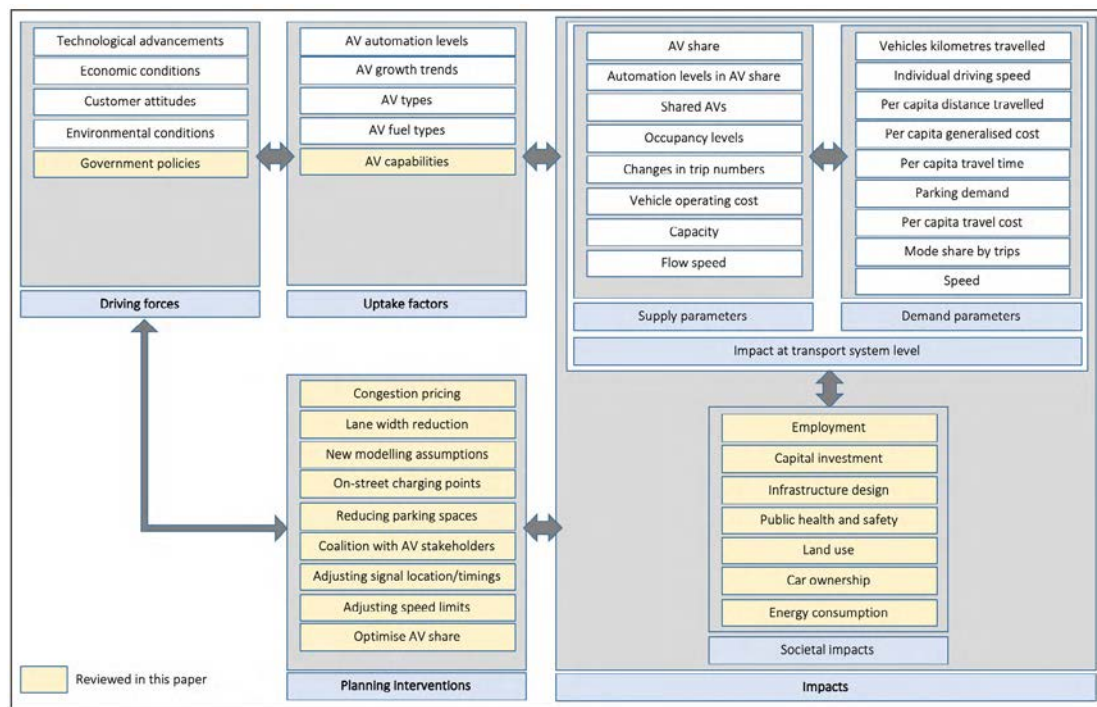 Technological advancements
Economic conditions
Customer attitudes
Environmental conditions
Government policies
Driving forces
AV automation levels
AV growth trends
AV types
AV fuel types
AV capabilities
Uptake factors
AV share
Automation levels in AV share
Shared AVs
Occupancy levels
Changes in trip numbers
Vehicle operating cost
Capacity
Flow speed
Supply parameters
Vehicles kilometres travelled
Individual driving speed
Per capita distance travelled
Per capita generalised cost
Per capita travel time
Parking demand
Per capita travel cost
Mode share by trips
Speed
Demand parameters
Impact at transport system level
Congestion pricing
Lane width reduction
New modelling assumptions
On-street charging points
Reducing parking spaces
Coalition with AV stakeholders
Adjusting signal location/timings
Adjusting speed limits
Optimise AV share
Planning interventions
Employment
Capital investment
Infrastructure design
Public health and safety
Land use
Car ownership
Energy consumption
Societal impacts
Impacts
Reviewed in this paper